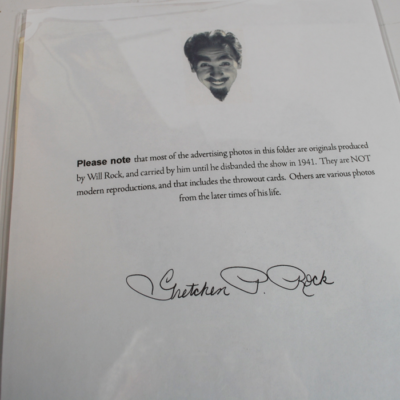 Please note that most of the advertising photos in this folder are originals produced
by Will Rock, and carried by him until he disbanded the show in 1941. They are NOT
modern reproductions, and that includes the throwout cards. Others are various photos
from the later times of his life.
Gretchen P. Rock